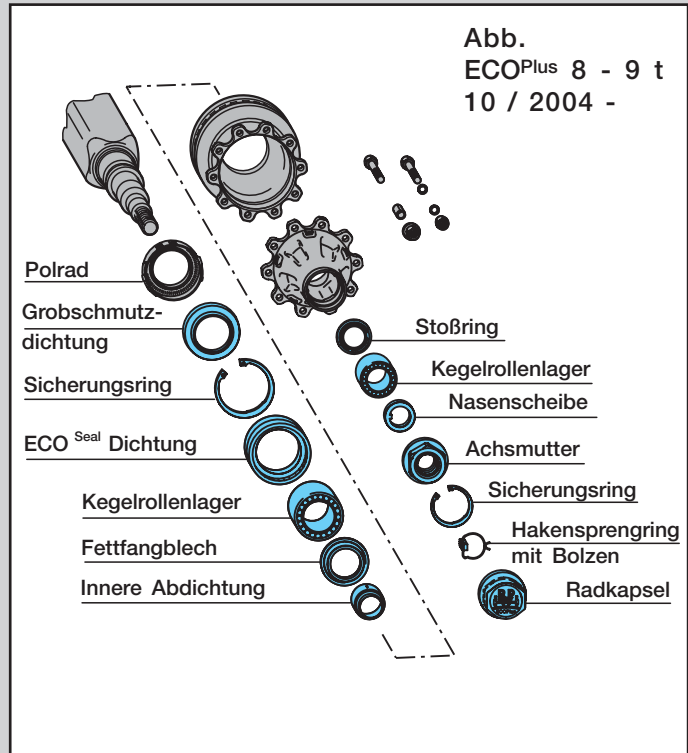 Abb.
ECOPlus 8 - 9 t
10 / 2004 -
Polrad
Grobschmutz-
dichtung
Sicherungsring
ECO Seal Dichtung
Kegelrollenlager
Fettfangblech
Innere Abdichtung
Stoßring
Kegelrollenlager
Nasenscheibe
Achsmutter
Sicherungsring
Hakensprengring
mit Bolzen
Radkapsel